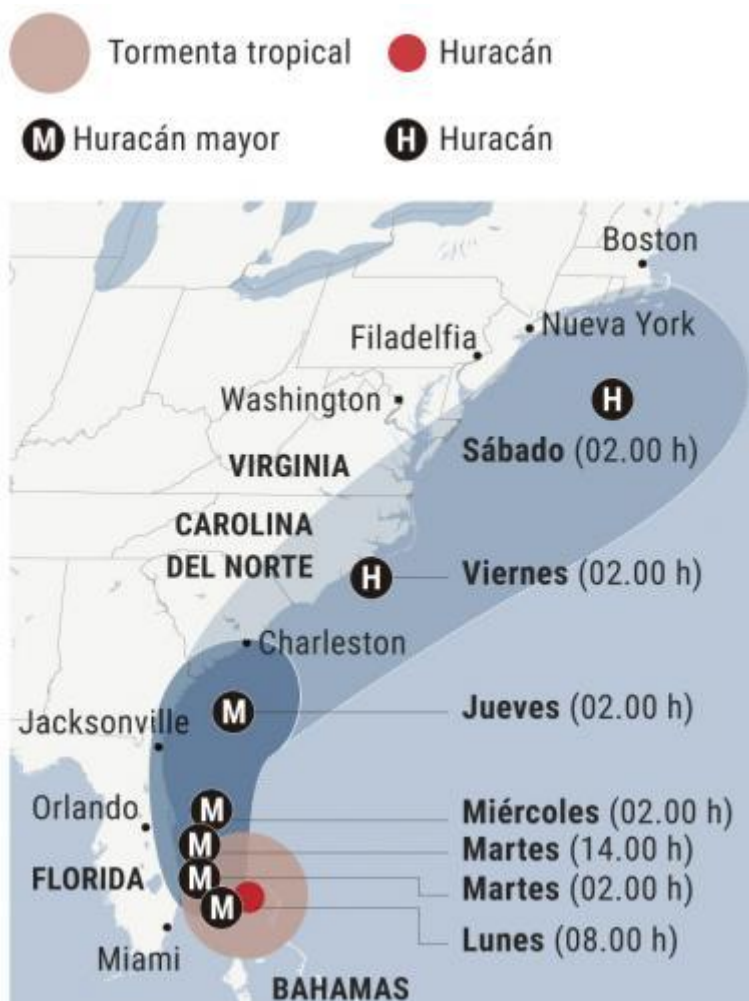 Tormenta tropical
Huracán
M Huracán mayor
H Huracán
Boston
Nueva York
Filadelfia
Washington
H
Sábado (02.00 h)
VIRGINIA
CAROLINA
DEL NORTE
H
Viernes (02.00 h)
Charleston
M
Jueves (02.00 h)
Jacksonville
Orlando
M
Miércoles (02.00 h)
M
Martes (14.00 h)
FLORIDA
M
Martes (02.00 h)
M
Lunes (08.00 h)
Miami
BAHAMAS